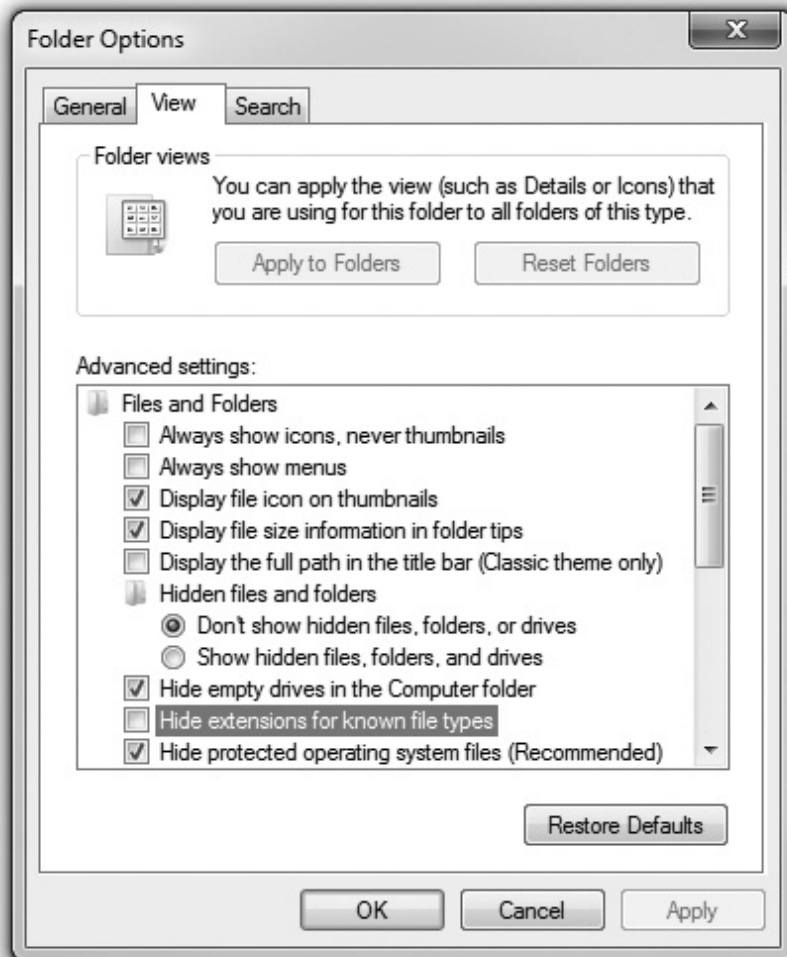 Folder Options
X
General View Search
Folder views
You can apply the view (such as Details or Icons) that
you are using for this folder to all folders of this type.
Apply to Folders Reset Folders
Advanced settings:
Files and Folders
Always show icons, never thumbnails
Always show menus
Display file icon on thumbnails
Display file size information in folder tips
Display the full path in the title bar (Classic theme only)
Hidden files and folders
Don't show hidden files, folders, or drives
Show hidden files, folders, and drives
Hide empty drives in the Computer folder
Hide extensions for known file types
Hide protected operating system files (Recommended)
Restore Defaults
OK Cancel Apply